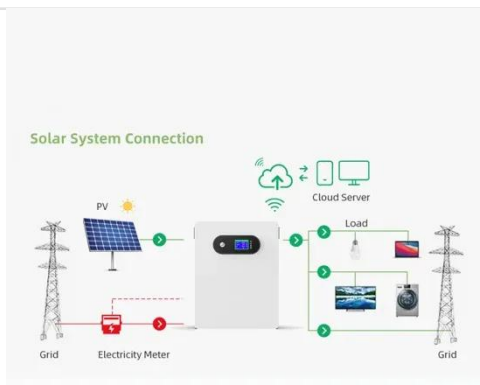 Solar System Connection
Cloud Server
PV
Load
Grid
Electricity Meter
Grid